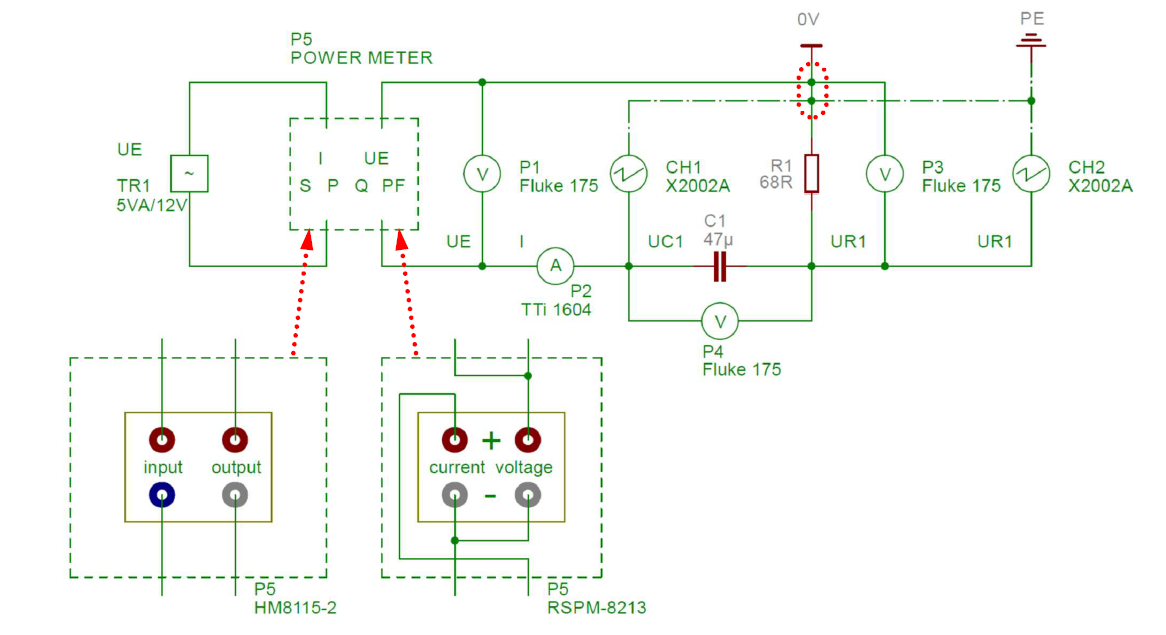 0V
PE
P5
POWER METER
UE
TR1
5VA/12V
~
I UE
S P Q PF
V
P1
Fluke 175
CH1
X2002A
R1
68R
V
P3
Fluke 175
CH2
X2002A
UE
I
A
P2
TTi 1604
UC1
C1
47µ
UR1
UR1
V
P4
Fluke 175
input output
P5
HM8115-2
+
current voltage
-
P5
RSPM-8213